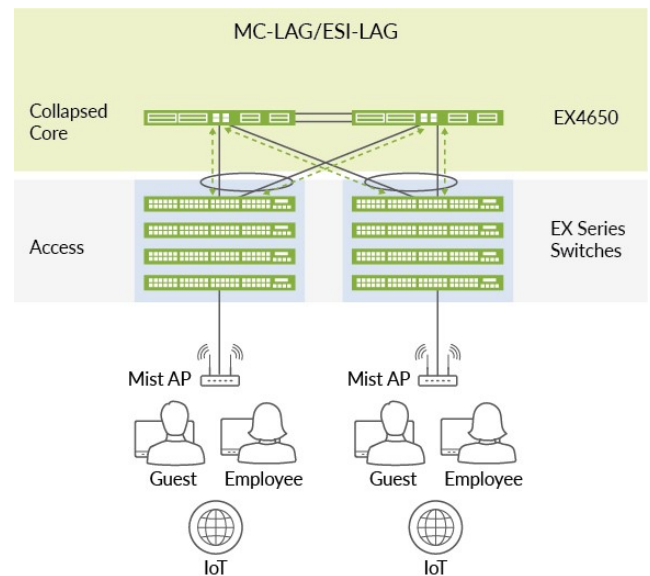 MC-LAG/ESI-LAG
Collapsed
Core
EX4650
Access
EX Series
Switches
Mist AP
Mist AP
Guest
Employee
Guest
Employee
IoT
IoT